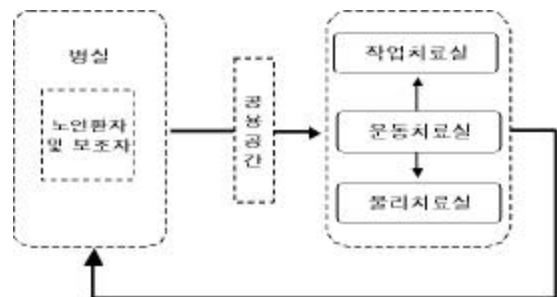 병실
노인환자
및 보조자
공용공간
작업치료실
운동치료실
물리치료실